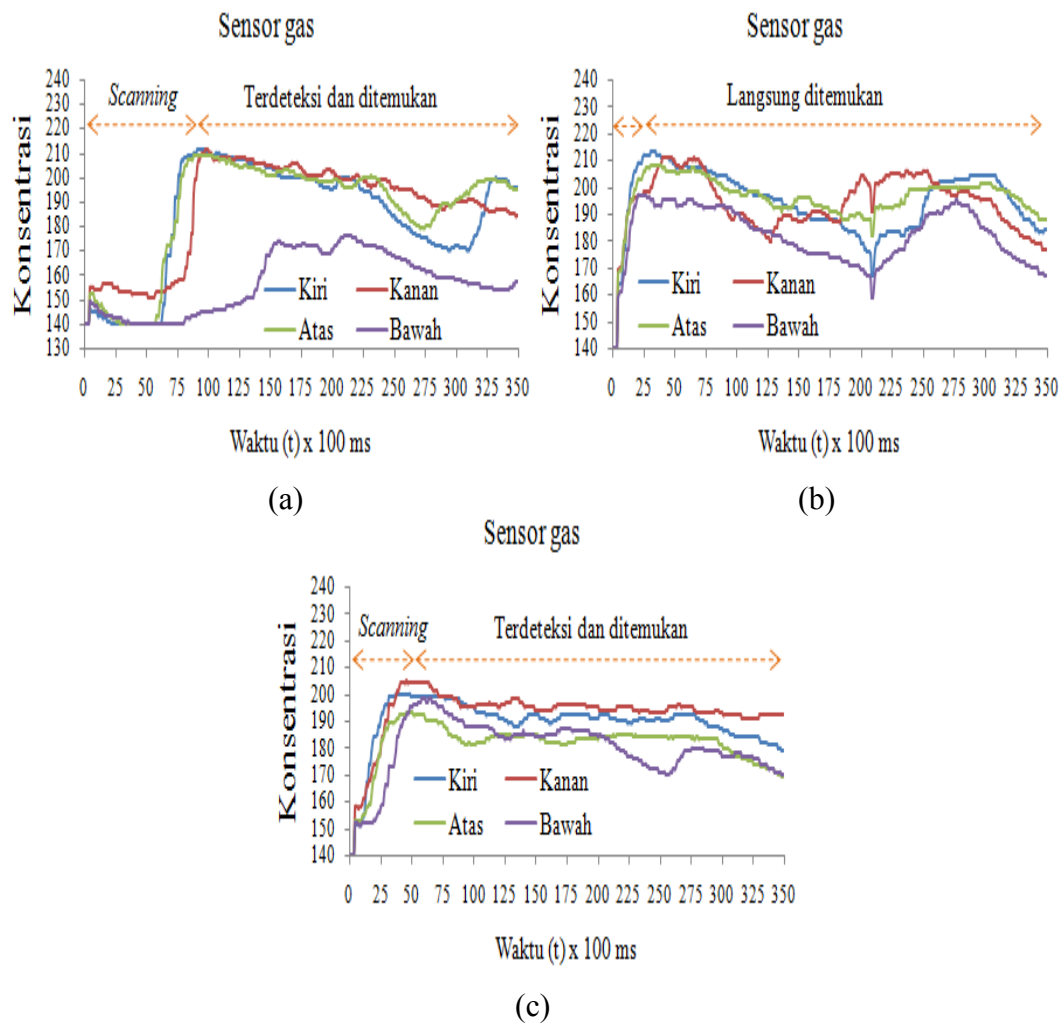 Sensor gas
Konsentrasi
240
230
220
210
200
190
180
170
160
150
140
130
Scanning
Terdeteksi dan ditemukan
Kiri
Kanan
Atas
Bawah
0 25 50 75 100 125 150 175 200 225 250 275 300 325 350
Waktu (t) x 100 ms
(a)
Sensor gas
Konsentrasi
240
230
220
210
200
190
180
170
160
150
140
Langsung ditemukan
Kiri
Kanan
Atas
Bawah
0 25 50 75 100 125 150 175 200 225 250 275 300 325 350
Waktu (t) x 100 ms
(b)
Sensor gas
Konsentrasi
240
230
220
210
200
190
180
170
160
150
140
Scanning
Terdeteksi dan ditemukan
Kiri
Kanan
Atas
Bawah
0 25 50 75 100 125 150 175 200 225 250 275 300 325 350
Waktu (t) x 100 ms
(c)